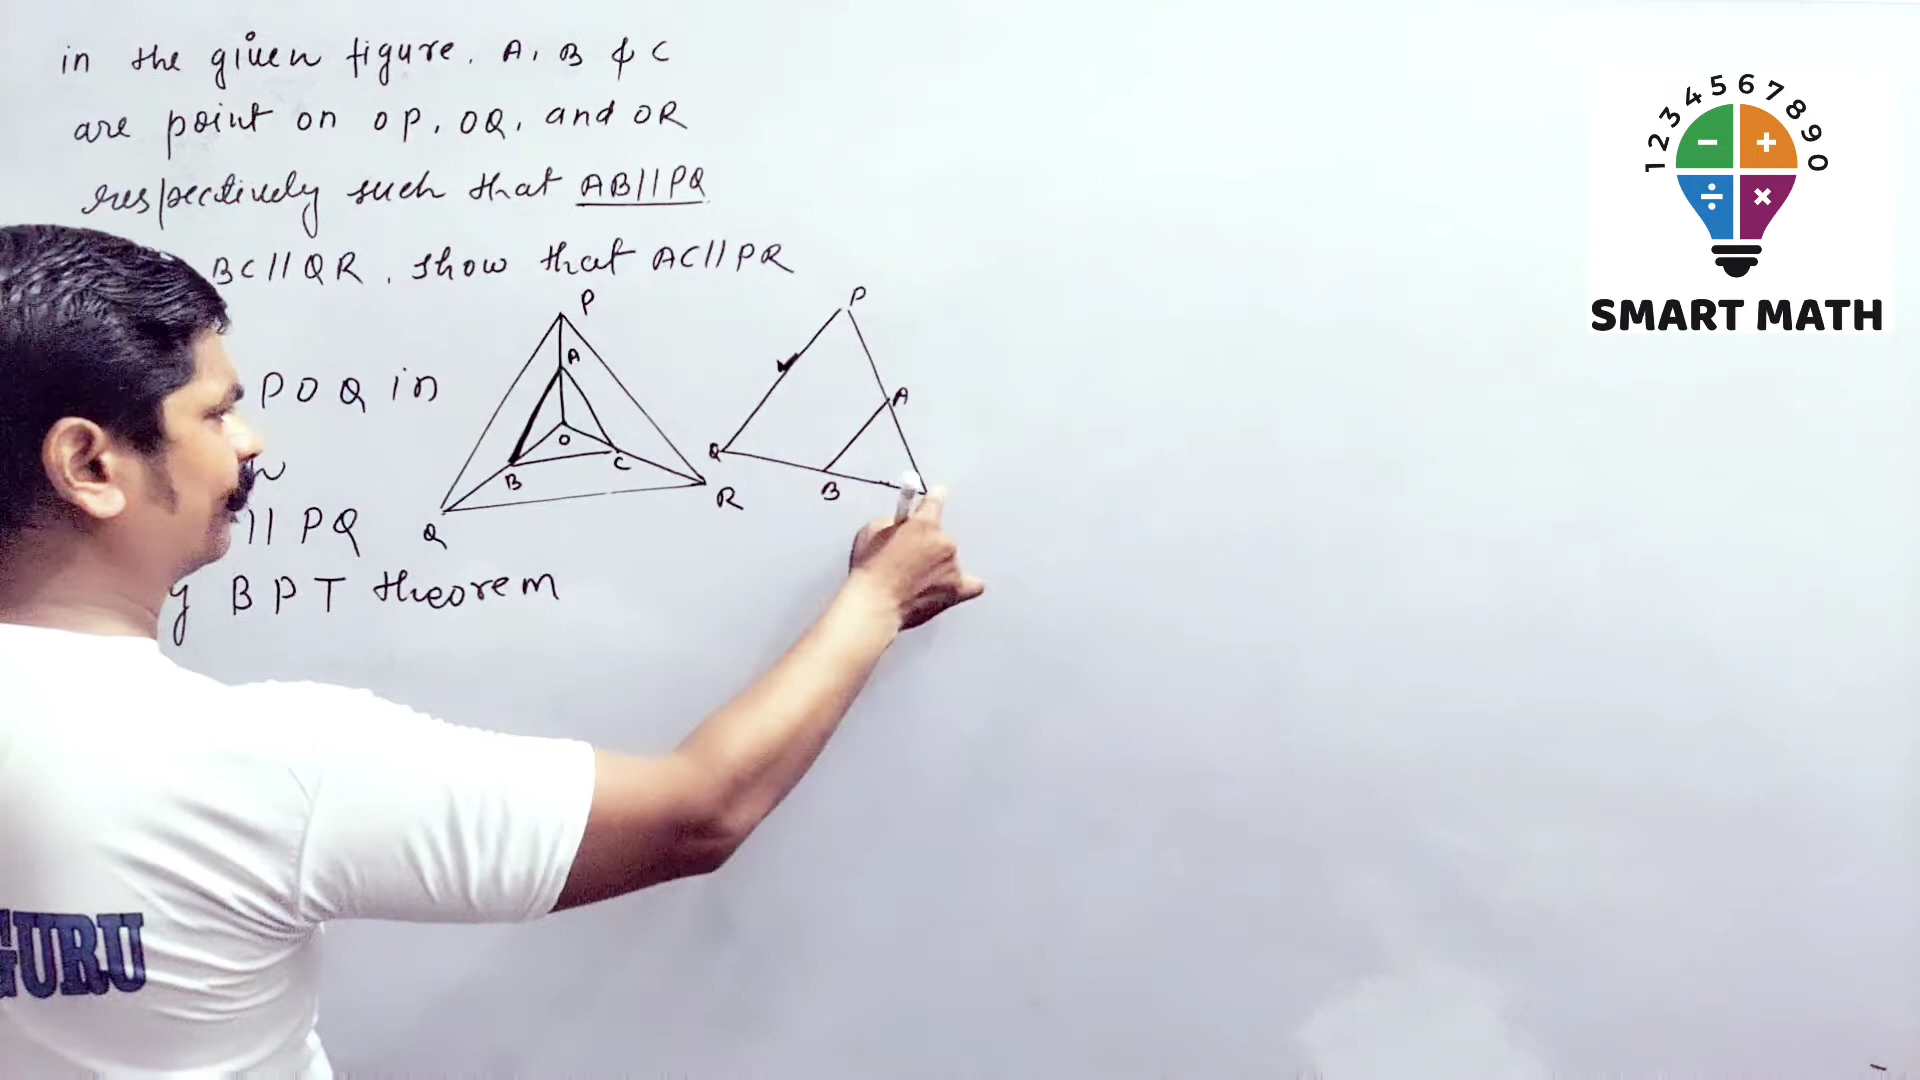 in the given figure. A, B & C
are point on OP, OQ, and OR
respectively such that AB||PQ
BC||QR, show that AC||PR
POQ in
|| PQ
y BPT theorem
P
A
O
B
C
Q
R
P
A
Q
B
1234567890
− +
÷ ×
SMART MATH
GURU